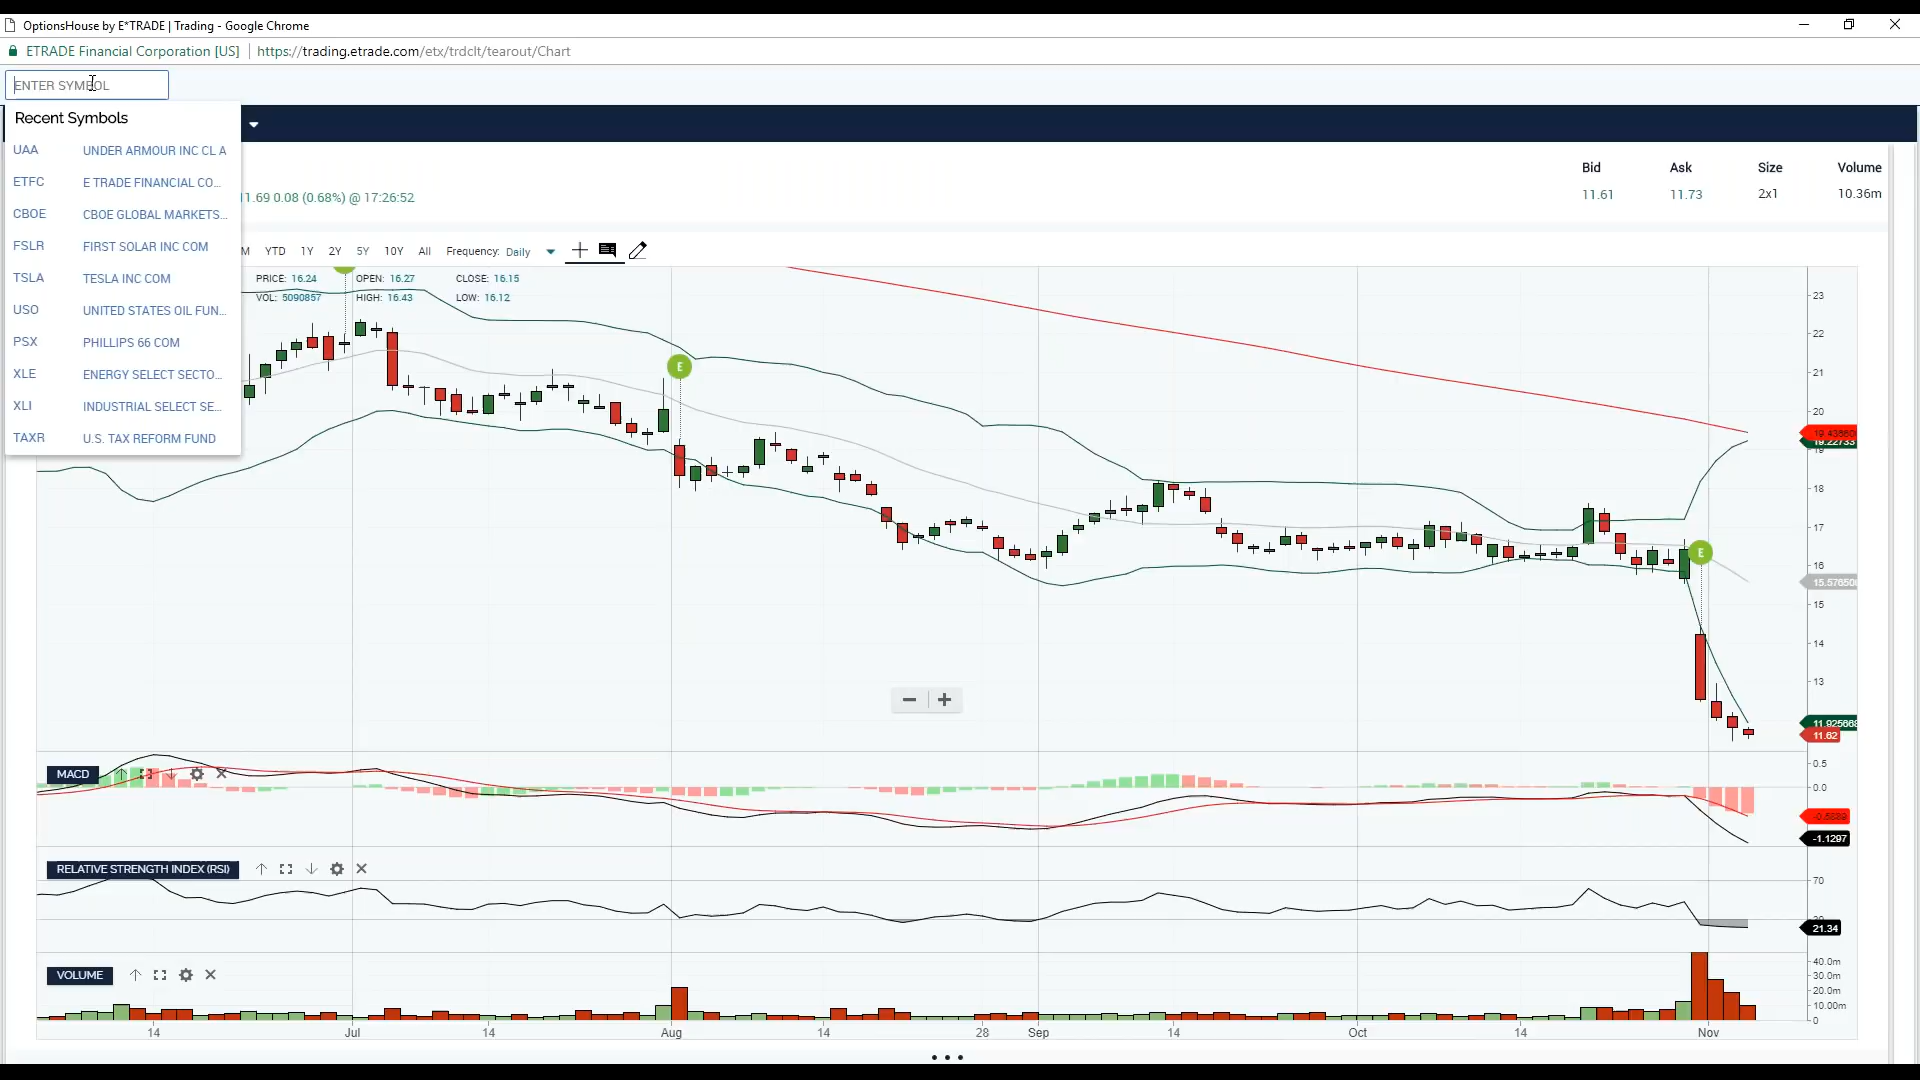 OptionsHouse by E*TRADE | Trading - Google Chrome
ETRADE Financial Corporation [US] https://trading.etrade.com/etx/trdclt/tearout/Chart
ENTER SYMBOL
Recent Symbols
UAA UNDER ARMOUR INC CL A
ETFC E TRADE FINANCIAL CO...
CBOE CBOE GLOBAL MARKETS...
FSLR FIRST SOLAR INC COM
TSLA TESLA INC COM
USO UNITED STATES OIL FUN...
PSX PHILLIPS 66 COM
XLE ENERGY SELECT SECTO...
XLI INDUSTRIAL SELECT SE...
TAXR U.S. TAX REFORM FUND
Bid Ask Size Volume
11.61 11.73 2x1 10.36m
11.69 0.08 (0.68%) @ 17:26:52
M YTD 1Y 2Y 5Y 10Y All Frequency: Daily
PRICE: 16.24 OPEN: 16.27 CLOSE: 16.15
VOL: 5090857 HIGH: 16.43 LOW: 16.12
E
E
23
22
21
20
19
18
17
16
15
14
13
15.57650
11.925668
11.62
MACD
0.5
0.0
-1.1297
RELATIVE STRENGTH INDEX (RSI)
70
21.34
VOLUME
40.0m
30.0m
20.0m
10.00m
0
14 Jul 14 Aug 14 28 Sep 14 Oct 14 Nov